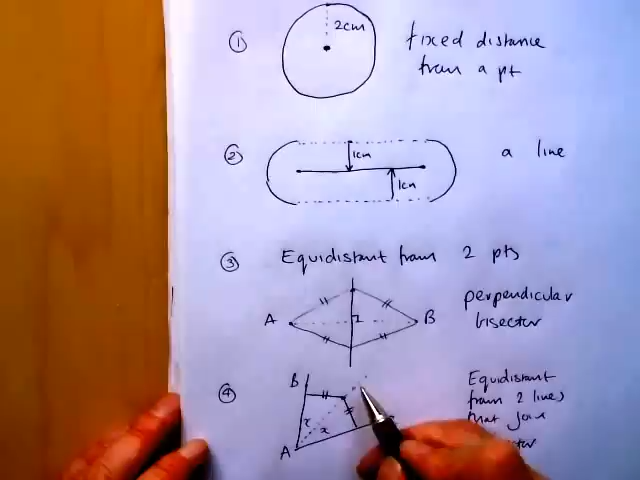 ① 2cm fixed distance
from a pt
② 1cm a line
1cm
③ Equidistant from 2 pts
A B perpendicular
bisector
④ B Equidistant
from 2 lines
x that join
x
A